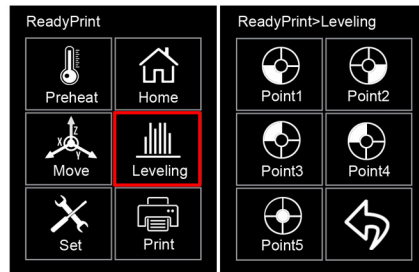 ReadyPrint
Preheat
Home
X
Z
Y
Move
Leveling
Set
Print
ReadyPrint>Leveling
Point1
Point2
Point3
Point4
Point5